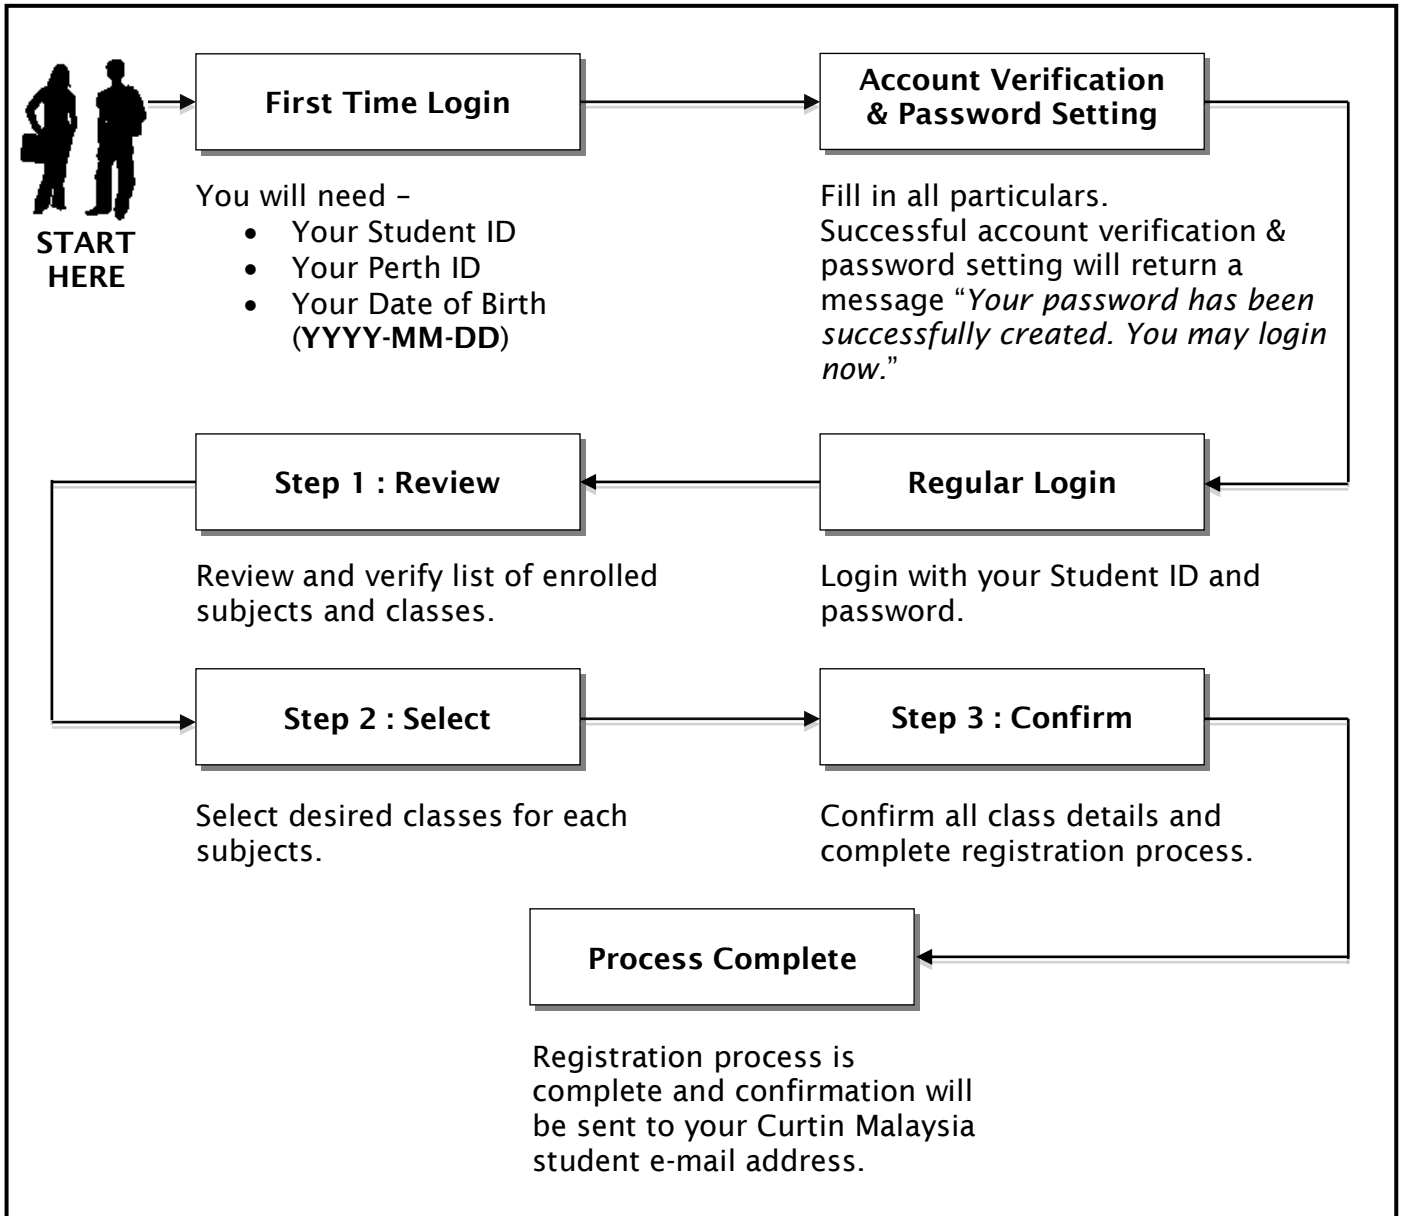 START
HERE
First Time Login
You will need –
• Your Student ID
• Your Perth ID
• Your Date of Birth
(YYYY-MM-DD)
Account Verification
& Password Setting
Fill in all particulars.
Successful account verification &
password setting will return a
message “Your password has been
successfully created. You may login
now.”
Regular Login
Login with your Student ID and
password.
Step 1 : Review
Review and verify list of enrolled
subjects and classes.
Step 2 : Select
Select desired classes for each
subjects.
Step 3 : Confirm
Confirm all class details and
complete registration process.
Process Complete
Registration process is
complete and confirmation will
be sent to your Curtin Malaysia
student e-mail address.